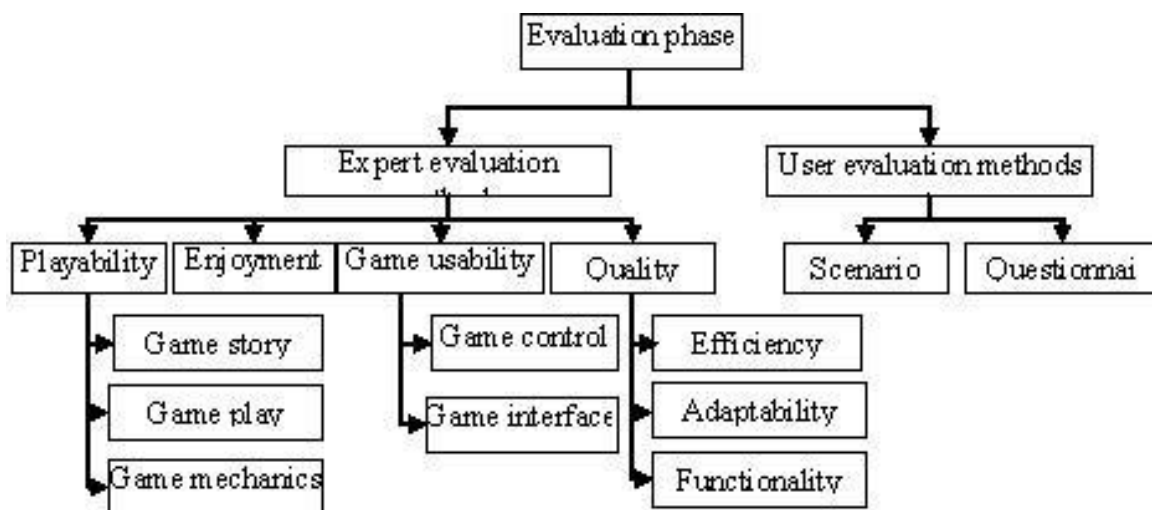 Evaluation phase
Expert evaluation
User evaluation methods
Playability
Enjoyment
Game usability
Quality
Scenario
Questionnai
Game story
Game control
Efficiency
Game play
Game interface
Adaptability
Game mechanics
Functionality